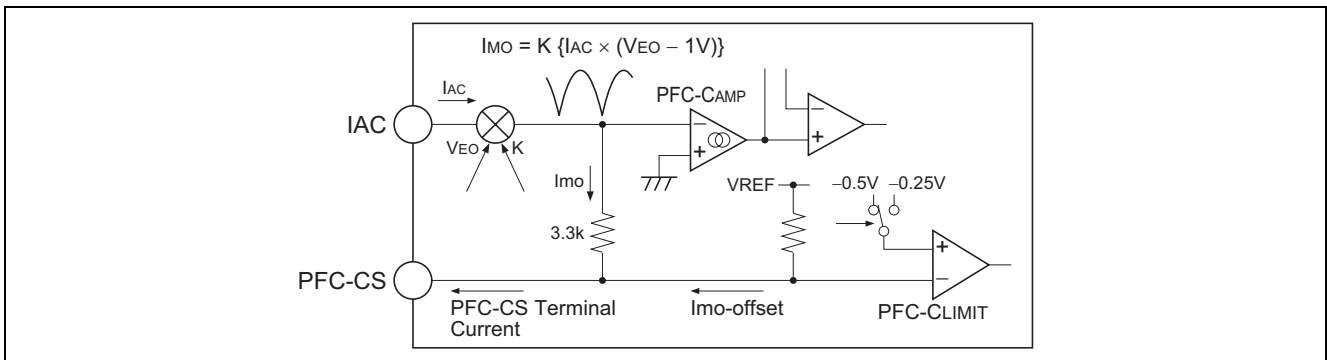 IMO = K {IAC × (VEO − 1V)}
IAC
IAC
VEO
K
PFC-CAMP
−
+
−
+
Imo
VREF
−0.5V −0.25V
3.3k
+
−
PFC-CS
PFC-CS Terminal
Current
Imo-offset
PFC-CLIMIT